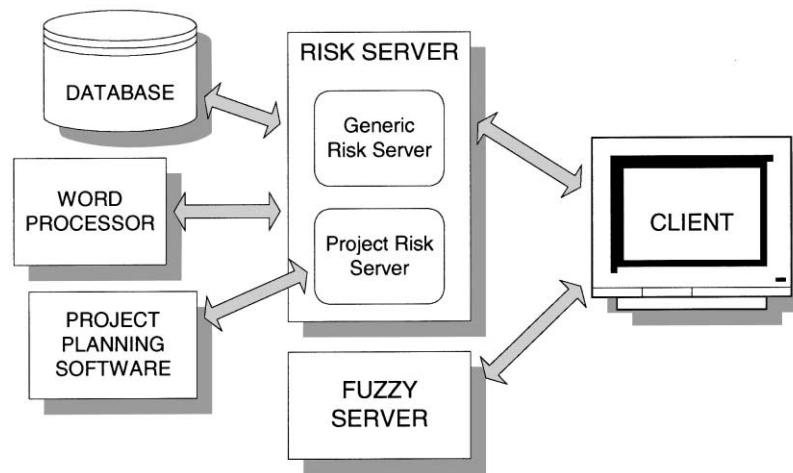 DATABASE
WORD
PROCESSOR
PROJECT
PLANNING
SOFTWARE
RISK SERVER
Generic
Risk Server
Project Risk
Server
FUZZY
SERVER
CLIENT